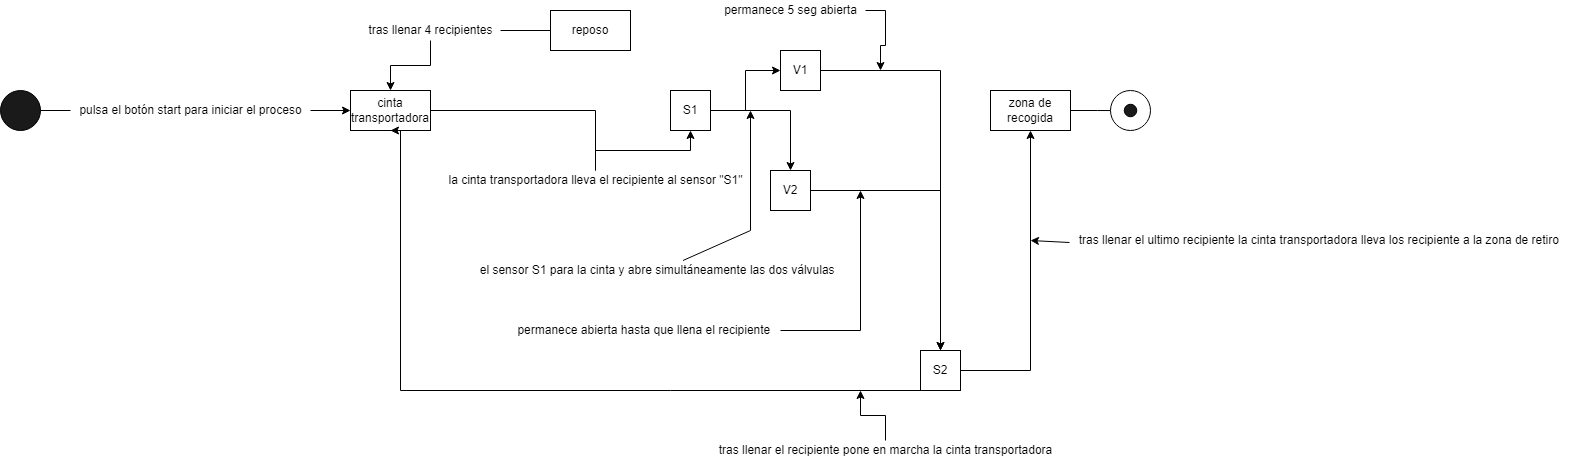 permanece 5 seg abierta
tras llenar 4 recipientes
reposo
V1
pulsa el botón start para iniciar el proceso
cinta
transportadora
S1
zona de
recogida
la cinta transportadora lleva el recipiente al sensor "S1"
V2
tras llenar el ultimo recipiente la cinta transportadora lleva los recipiente a la zona de retiro
el sensor S1 para la cinta y abre simultáneamente las dos válvulas
permanece abierta hasta que llena el recipiente
S2
tras llenar el recipiente pone en marcha la cinta transportadora